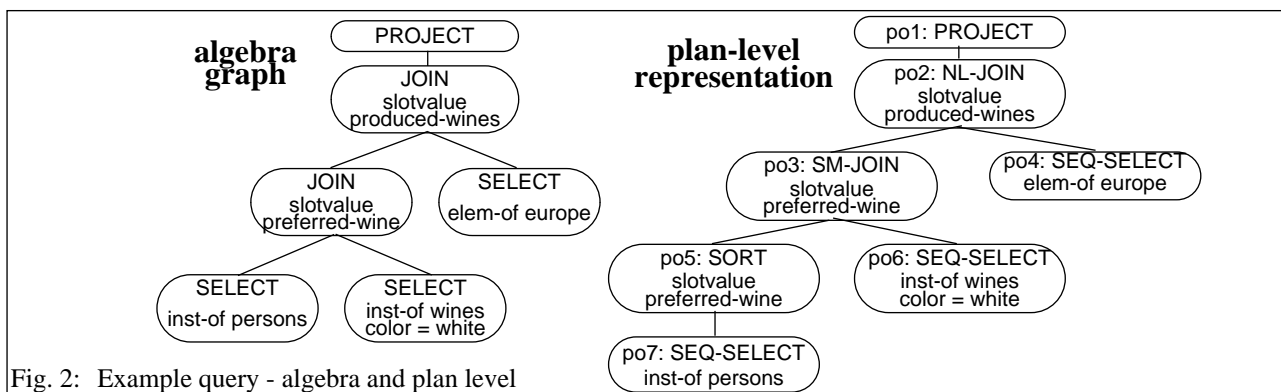 algebra
graph
PROJECT
JOIN
slotvalue
produced-wines
JOIN
slotvalue
preferred-wine
SELECT
elem-of europe
SELECT
inst-of persons
SELECT
inst-of wines
color = white
plan-level
representation
po1: PROJECT
po2: NL-JOIN
slotvalue
produced-wines
po3: SM-JOIN
slotvalue
preferred-wine
po4: SEQ-SELECT
elem-of europe
po5: SORT
slotvalue
preferred-wine
po6: SEQ-SELECT
inst-of wines
color = white
po7: SEQ-SELECT
inst-of persons
Fig. 2: Example query - algebra and plan level